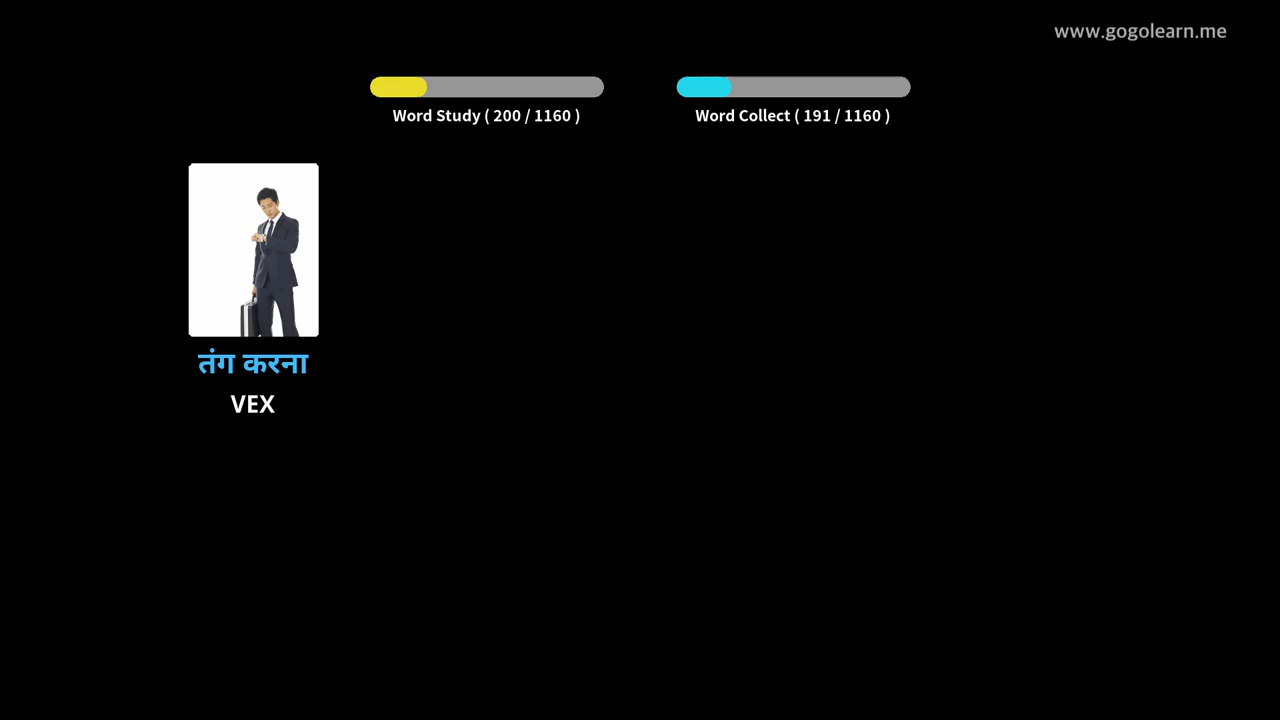 www.gogolearn.me
Word Study ( 200 / 1160 )
Word Collect ( 191 / 1160 )
तंग करना
VEX